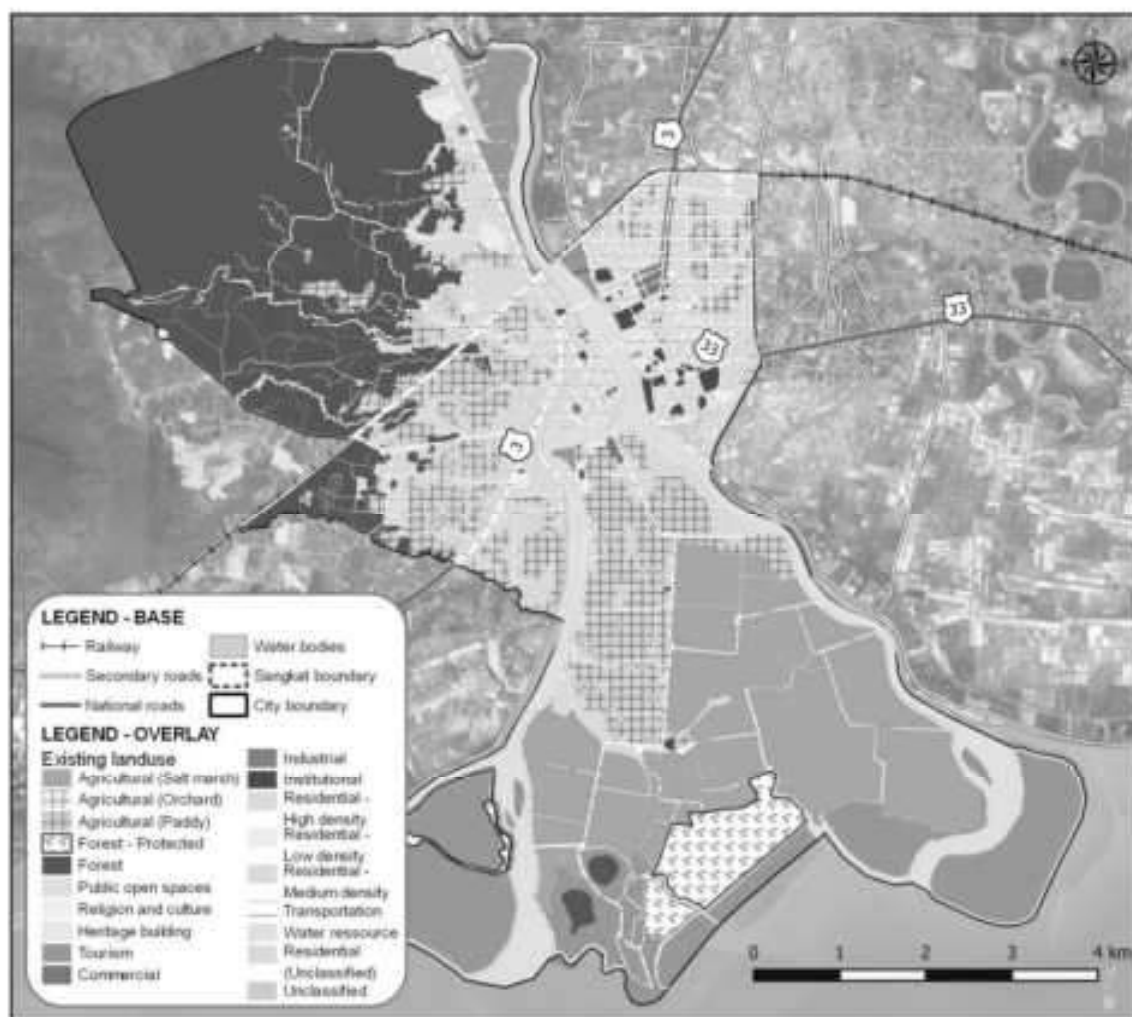 3
33
33
3
LEGEND - BASE
Railway
Water bodies
Secondary roads
Sangkat boundary
National roads
City boundary
LEGEND - OVERLAY
Existing landuse
Agricultural (Salt marsh)
Agricultural (Orchard)
Agricultural (Paddy)
Forest - Protected
Forest
Public open spaces
Religion and culture
Heritage building
Tourism
Commercial
Industrial
Institutional
Residential -
High density
Residential -
Low density
Residential -
Medium density
Transportation
Water ressource
Residential
(Unclassified)
Unclassified
0 1 2 3 4 km